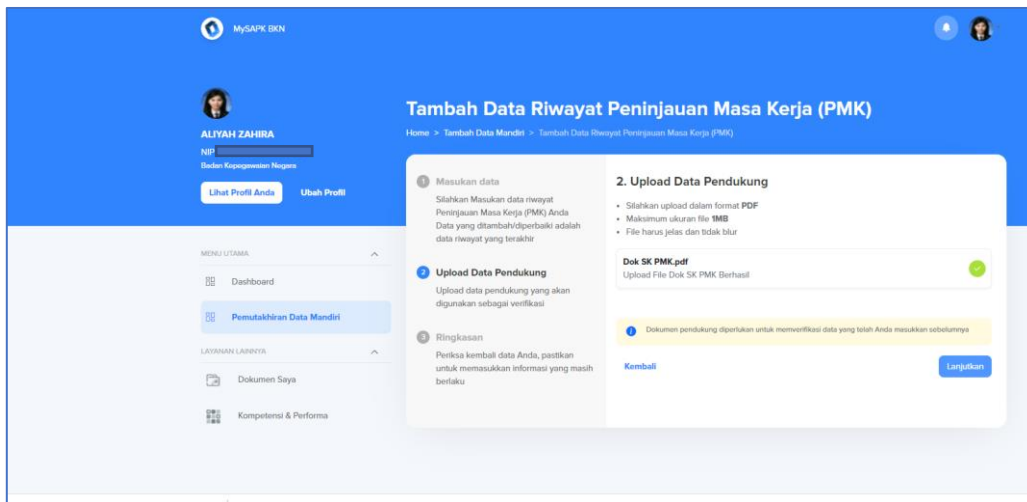 MySAPK BKN
ALIYAH ZAHIRA
NIP
Badan Kepegawaian Negara
Lihat Profil Anda
Ubah Profil
MENU UTAMA
Dashboard
Pemutakhiran Data Mandiri
LAYANAN LAINNYA
Dokumen Saya
Kompetensi & Performa
Tambah Data Riwayat Peninjauan Masa Kerja (PMK)
Home > Tambah Data Mandiri > Tambah Data Riwayat Peninjauan Masa Kerja (PMK)
1 Masukan data
Silahkan Masukan data riwayat
Peninjauan Masa Kerja (PMK) Anda
Data yang ditambah/diperbaiki adalah
data riwayat yang terakhir
2 Upload Data Pendukung
Upload data pendukung yang akan
digunakan sebagai verifikasi
3 Ringkasan
Periksa kembali data Anda, pastikan
untuk memasukkan informasi yang masih
berlaku
2. Upload Data Pendukung
• Silahkan upload dalam format PDF
• Maksimum ukuran file 1MB
• File harus jelas dan tidak blur
Dok SK PMK.pdf
Upload File Dok SK PMK Berhasil
Dokumen pendukung diperlukan untuk memverifikasi data yang telah Anda masukkan sebelumnya
Kembali
Lanjutkan